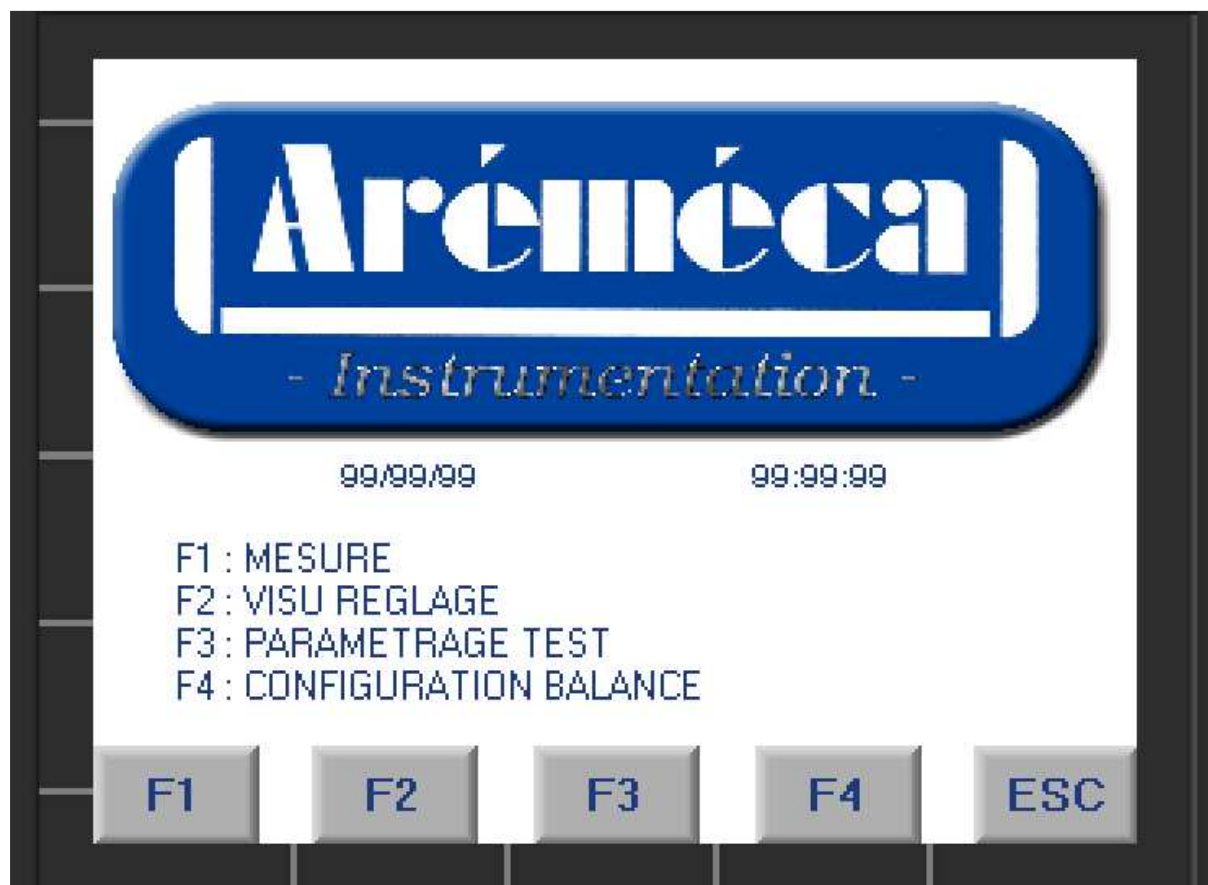 Aréméca
- Instrumentation -
99/99/99 99:99:99
F1 : MESURE
F2 : VISU REGLAGE
F3 : PARAMETRAGE TEST
F4 : CONFIGURATION BALANCE
F1 F2 F3 F4 ESC